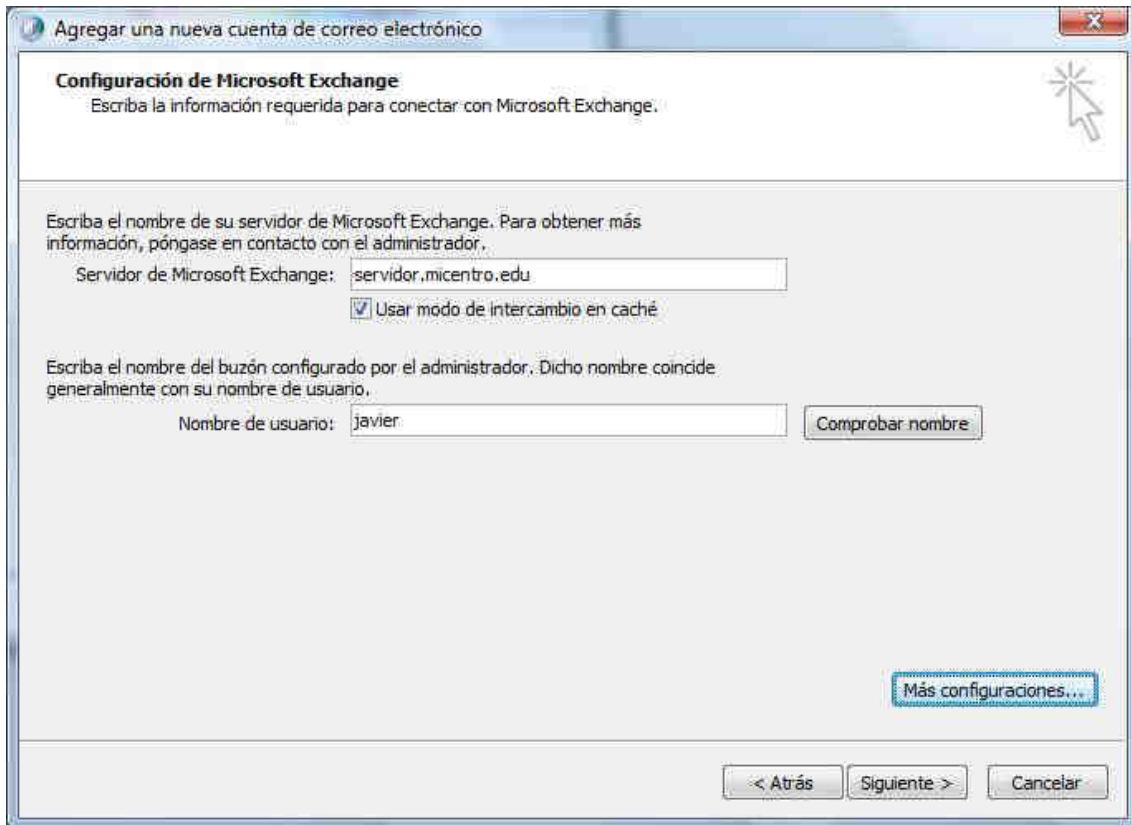 Agregar una nueva cuenta de correo electrónico
Configuración de Microsoft Exchange
Escriba la información requerida para conectar con Microsoft Exchange.
Escriba el nombre de su servidor de Microsoft Exchange. Para obtener más
información, póngase en contacto con el administrador.
Servidor de Microsoft Exchange: servidor.micentro.edu
Usar modo de intercambio en caché
Escriba el nombre del buzón configurado por el administrador. Dicho nombre coincide
generalmente con su nombre de usuario.
Nombre de usuario: javier Comprobar nombre
Más configuraciones...
< Atrás Siguiente > Cancelar